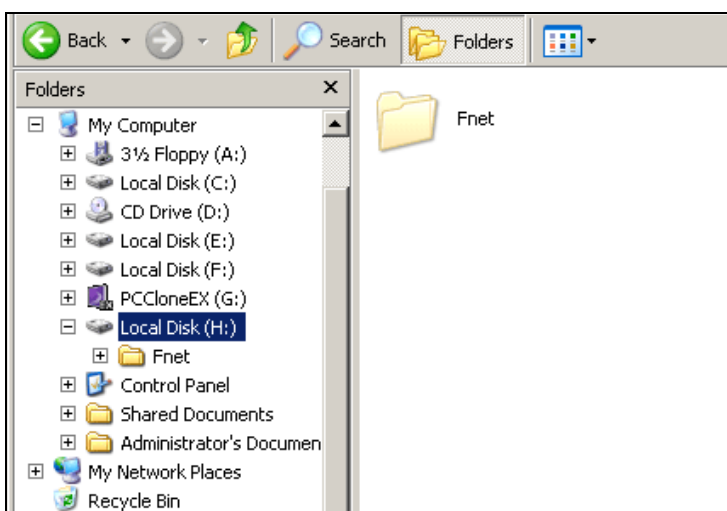 Back Search Folders
Folders
Fnet
My Computer
3½ Floppy (A:)
Local Disk (C:)
CD Drive (D:)
Local Disk (E:)
Local Disk (F:)
PCCloneEX (G:)
Local Disk (H:)
Fnet
Control Panel
Shared Documents
Administrator's Documen
My Network Places
Recycle Bin